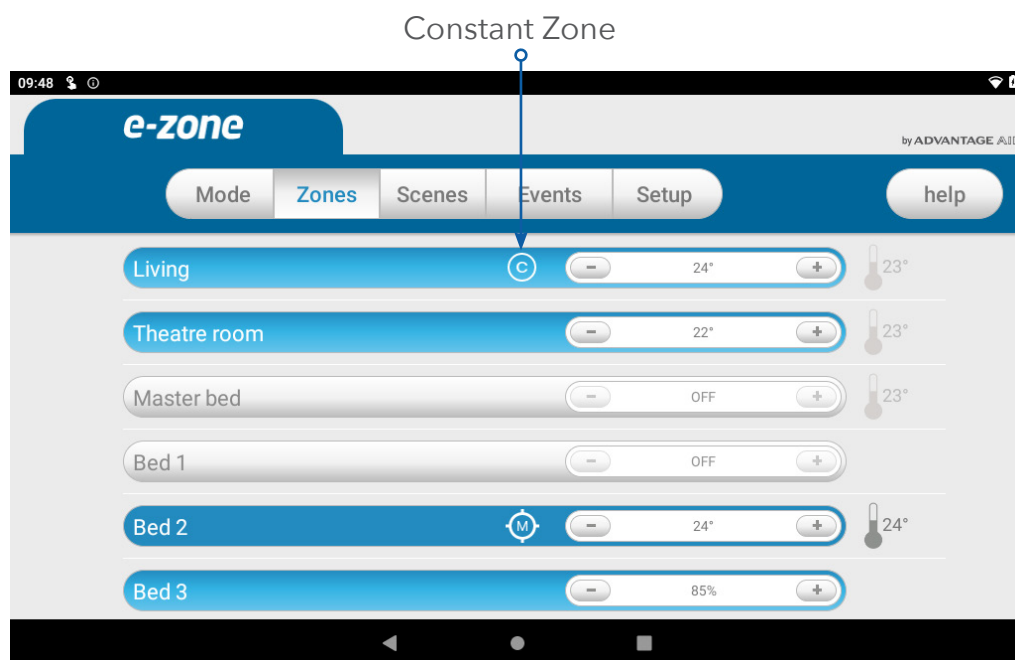 Constant Zone
09:48
e-zone
by ADVANTAGE AIR
Mode Zones Scenes Events Setup help
Living C - 24° + 23°
Theatre room - 22° + 23°
Master bed - OFF + 23°
Bed 1 - OFF +
Bed 2 M - 24° + 24°
Bed 3 - 85% +